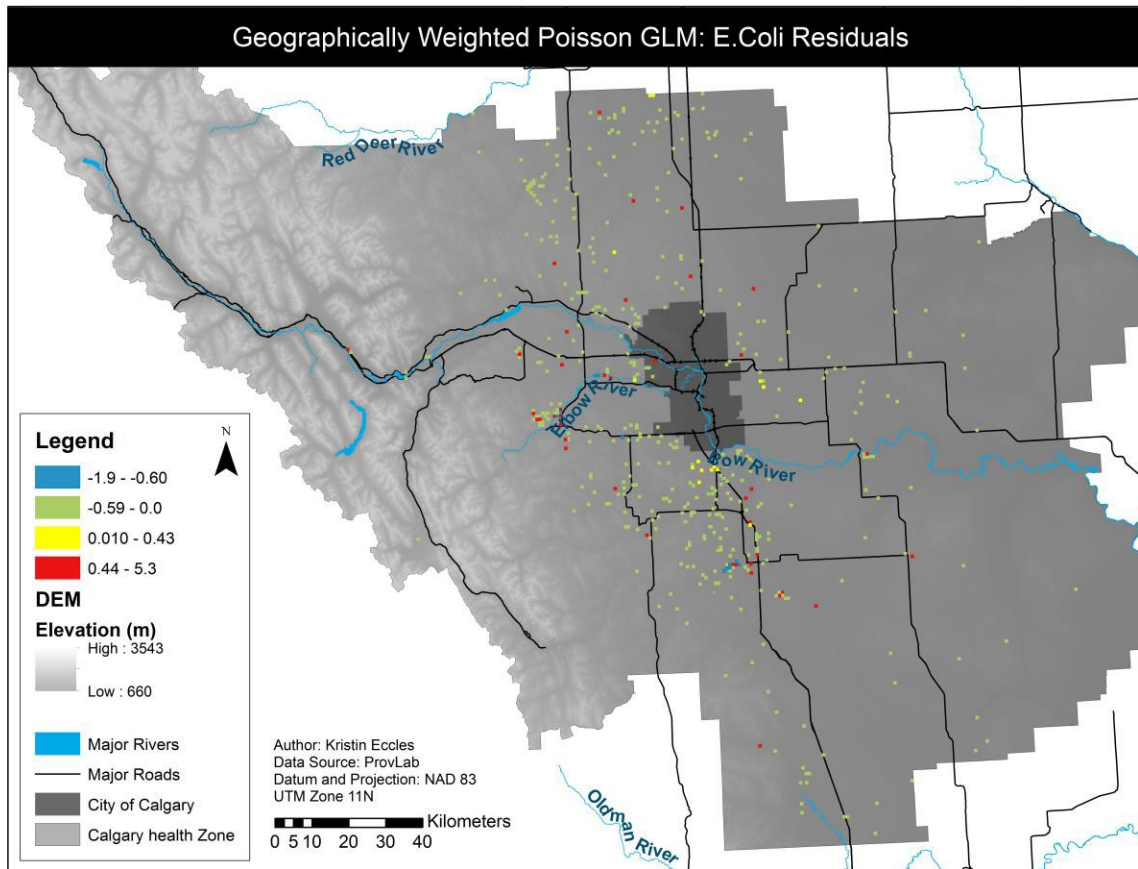 Geographically Weighted Poisson GLM: E.Coli Residuals
Red Deer River
Elbow River
Bow River
Oldman River
Legend
-1.9 - -0.60
-0.59 - 0.0
0.010 - 0.43
0.44 - 5.3
DEM
Elevation (m)
High : 3543
Low : 660
Major Rivers
Major Roads
City of Calgary
Calgary health Zone
N
Author: Kristin Eccles
Data Source: ProvLab
Datum and Projection: NAD 83
UTM Zone 11N
Kilometers
0 5 10 20 30 40